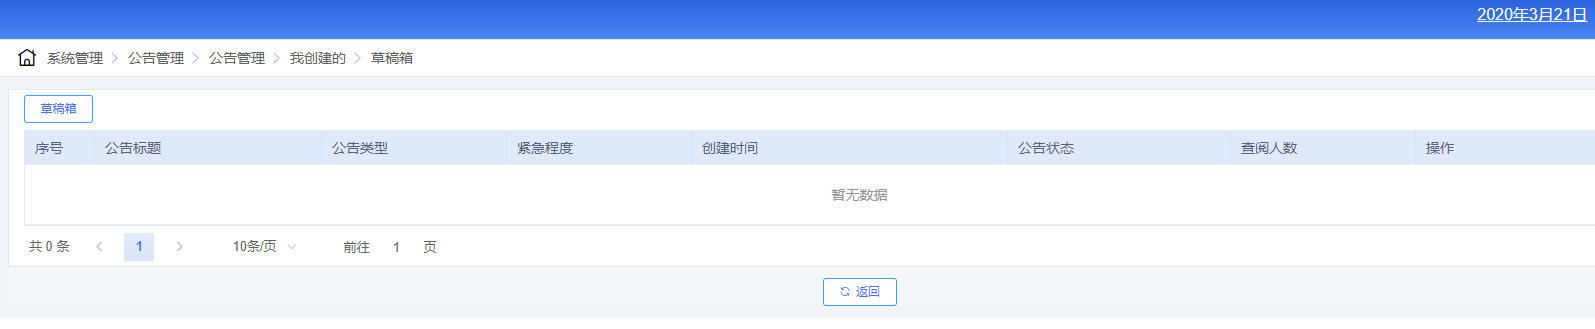 2020年3月21日
系统管理 公告管理 公告管理 我创建的 草稿箱
草稿箱
序号 公告标题 公告类型 紧急程度 创建时间 公告状态 查阅人数 操作
暂无数据
共 0 条 1 10条/页 前往 1 页
返回